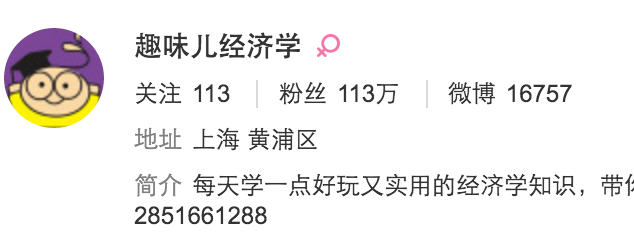 趣味儿经济学
关注 113 粉丝 113万 微博 16757
地址 上海 黄浦区
简介 每天学一点好玩又实用的经济学知识，带
2851661288